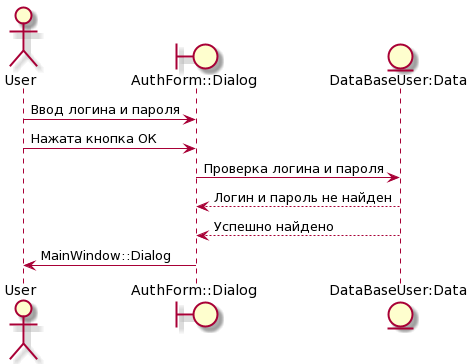 User
AuthForm::Dialog
DataBaseUser:Data
Ввод логина и пароля
Нажата кнопка ОК
Проверка логина и пароля
Логин и пароль не найден
Успешно найдено
MainWindow::Dialog
User
AuthForm::Dialog
DataBaseUser:Data